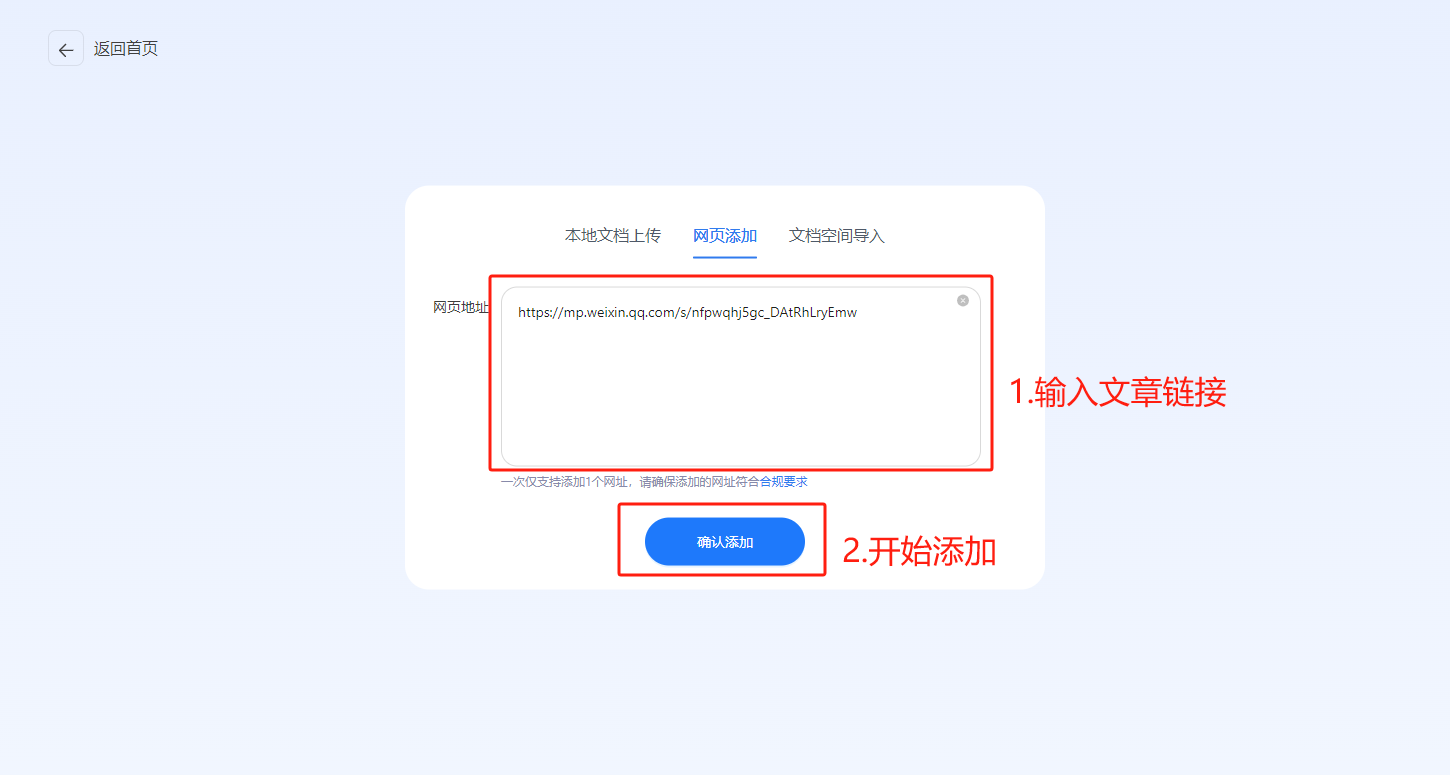 返回首页
本地文档上传 网页添加 文档空间导入
网页地址
https://mp.weixin.qq.com/s/nfpwqhj5gc_DAtRhLryEmw
1.输入文章链接
一次仅支持添加1个网址，请确保添加的网址符合合规要求
确认添加
2.开始添加